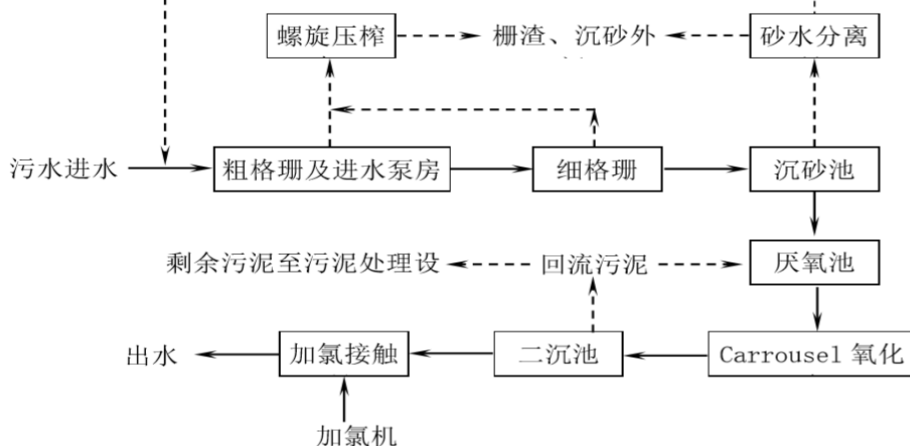 螺旋压榨
栅渣、沉砂外
砂水分离
污水进水
粗格珊及进水泵房
细格珊
沉砂池
剩余污泥至污泥处理设
回流污泥
厌氧池
出水
加氯接触
二沉池
Carrousel 氧化
加氯机